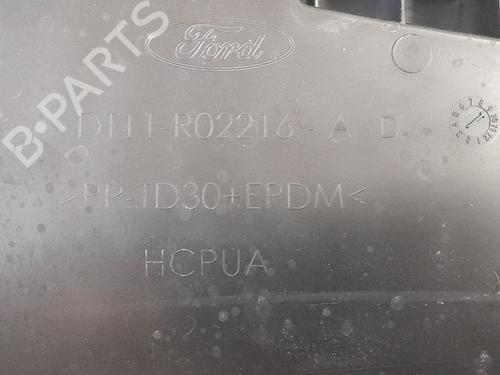 Ford
DT11-R02216-A D
>PP-TD30+EPDM<
HCPUA
B-PARTS